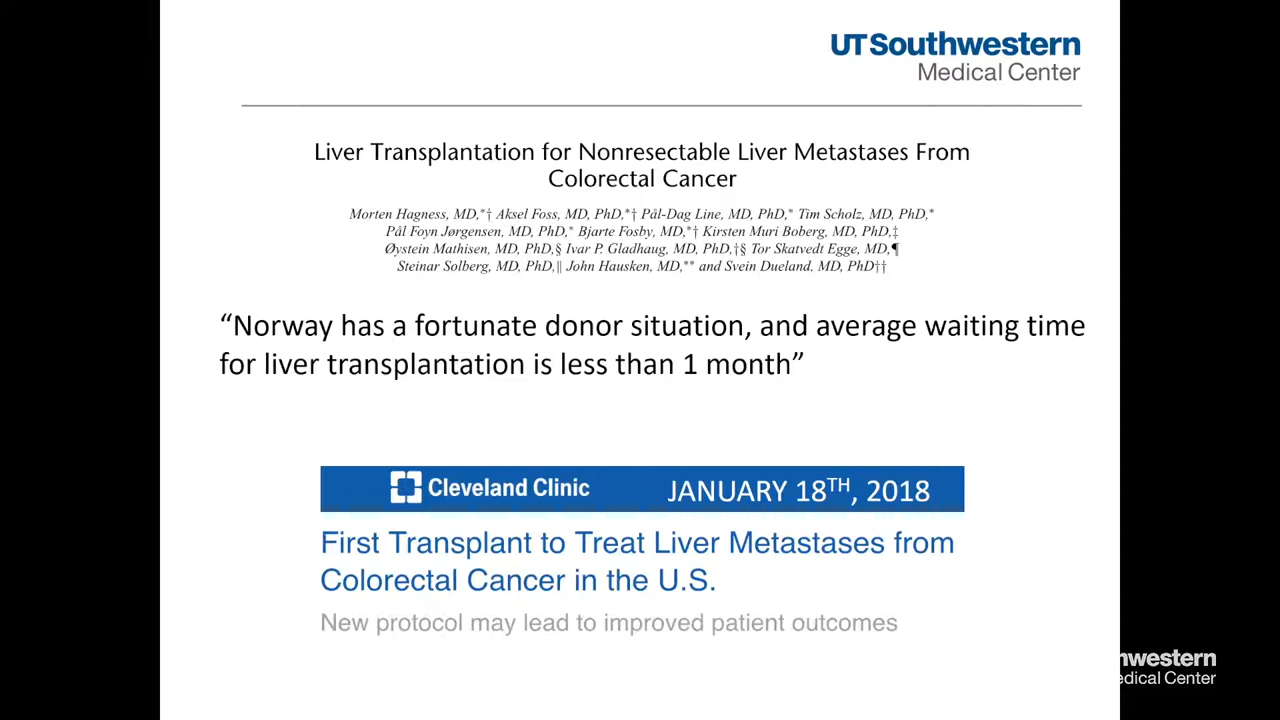 UTSouthwestern
Medical Center
Liver Transplantation for Nonresectable Liver Metastases From
Colorectal Cancer
Morten Hagness, MD,*† Aksel Foss, MD, PhD,*† Pål-Dag Line, MD, PhD,* Tim Scholz, MD, PhD,*
Pål Foyn Jørgensen, MD, PhD,* Bjarte Fosby, MD,*† Kirsten Muri Boberg, MD, PhD,‡
Øystein Mathisen, MD, PhD,§ Ivar P. Gladhaug, MD, PhD,†§ Tor Skatvedt Egge, MD,¶
Steinar Solberg, MD, PhD,|| John Hausken, MD,** and Svein Dueland, MD, PhD††
“Norway has a fortunate donor situation, and average waiting time
for liver transplantation is less than 1 month”
Cleveland Clinic JANUARY 18TH, 2018
First Transplant to Treat Liver Metastases from
Colorectal Cancer in the U.S.
New protocol may lead to improved patient outcomes
hwestern
edical Center